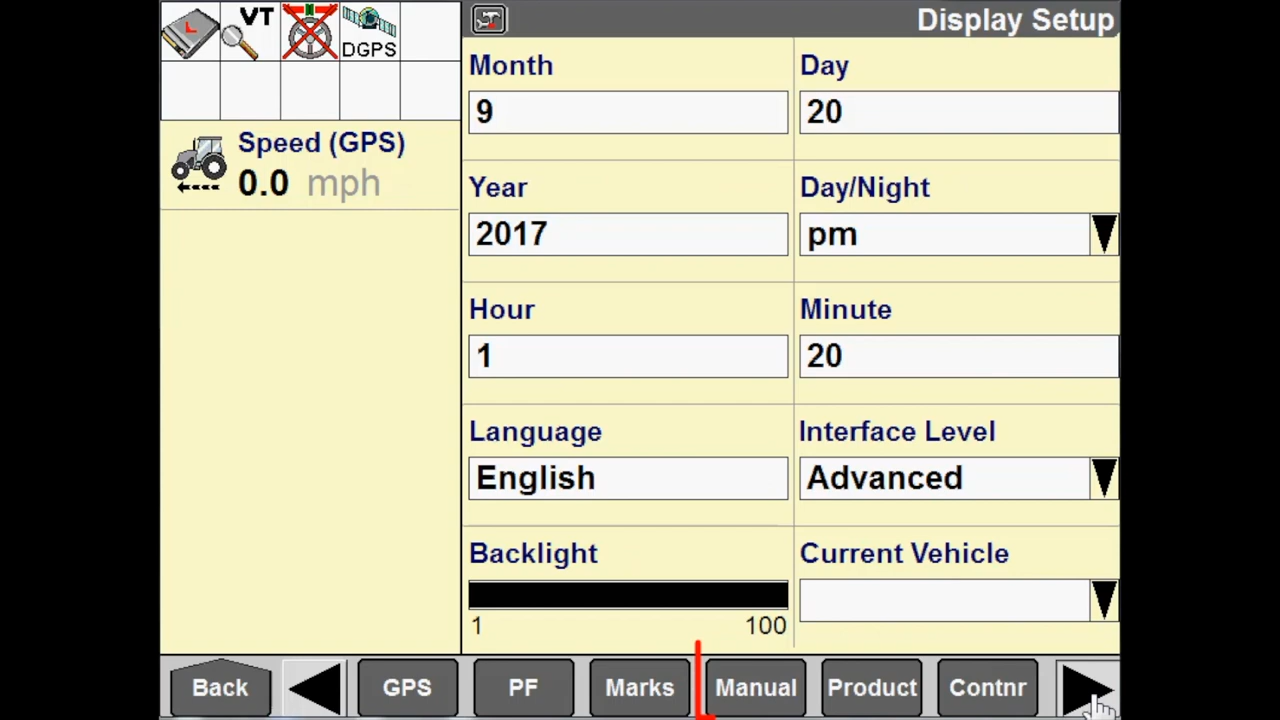 L
VT
DGPS
Display Setup
Speed (GPS)
0.0 mph
Month
9
Day
20
Year
2017
Day/Night
pm
Hour
1
Minute
20
Language
English
Interface Level
Advanced
Backlight
1 100
Current Vehicle
Back GPS PF Marks Manual Product Contnr